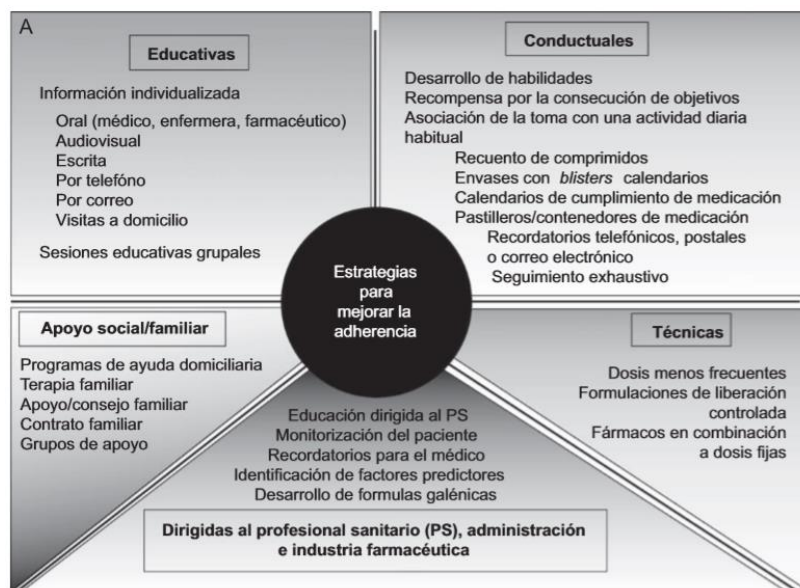 A
Educativas
Información individualizada
Oral (médico, enfermera, farmacéutico)
Audiovisual
Escrita
Por telefóno
Por correo
Visitas a domicilio
Sesiones educativas grupales
Conductuales
Desarrollo de habilidades
Recompensa por la consecución de objetivos
Asociación de la toma con una actividad diaria
habitual
Recuento de comprimidos
Envases con blisters calendarios
Calendarios de cumplimiento de medicación
Pastilleros/contenedores de medicación
Recordatorios telefónicos, postales
o correo electrónico
Seguimiento exhaustivo
Estrategias
para
mejorar la
adherencia
Apoyo social/familiar
Programas de ayuda domiciliaria
Terapia familiar
Apoyo/consejo familiar
Contrato familiar
Grupos de apoyo
Técnicas
Dosis menos frecuentes
Formulaciones de liberación
controlada
Fármacos en combinación
a dosis fijas
Educación dirigida al PS
Monitorización del paciente
Recordatorios para el médico
Identificación de factores predictores
Desarrollo de formulas galénicas
Dirigidas al profesional sanitario (PS), administración
e industria farmacéutica